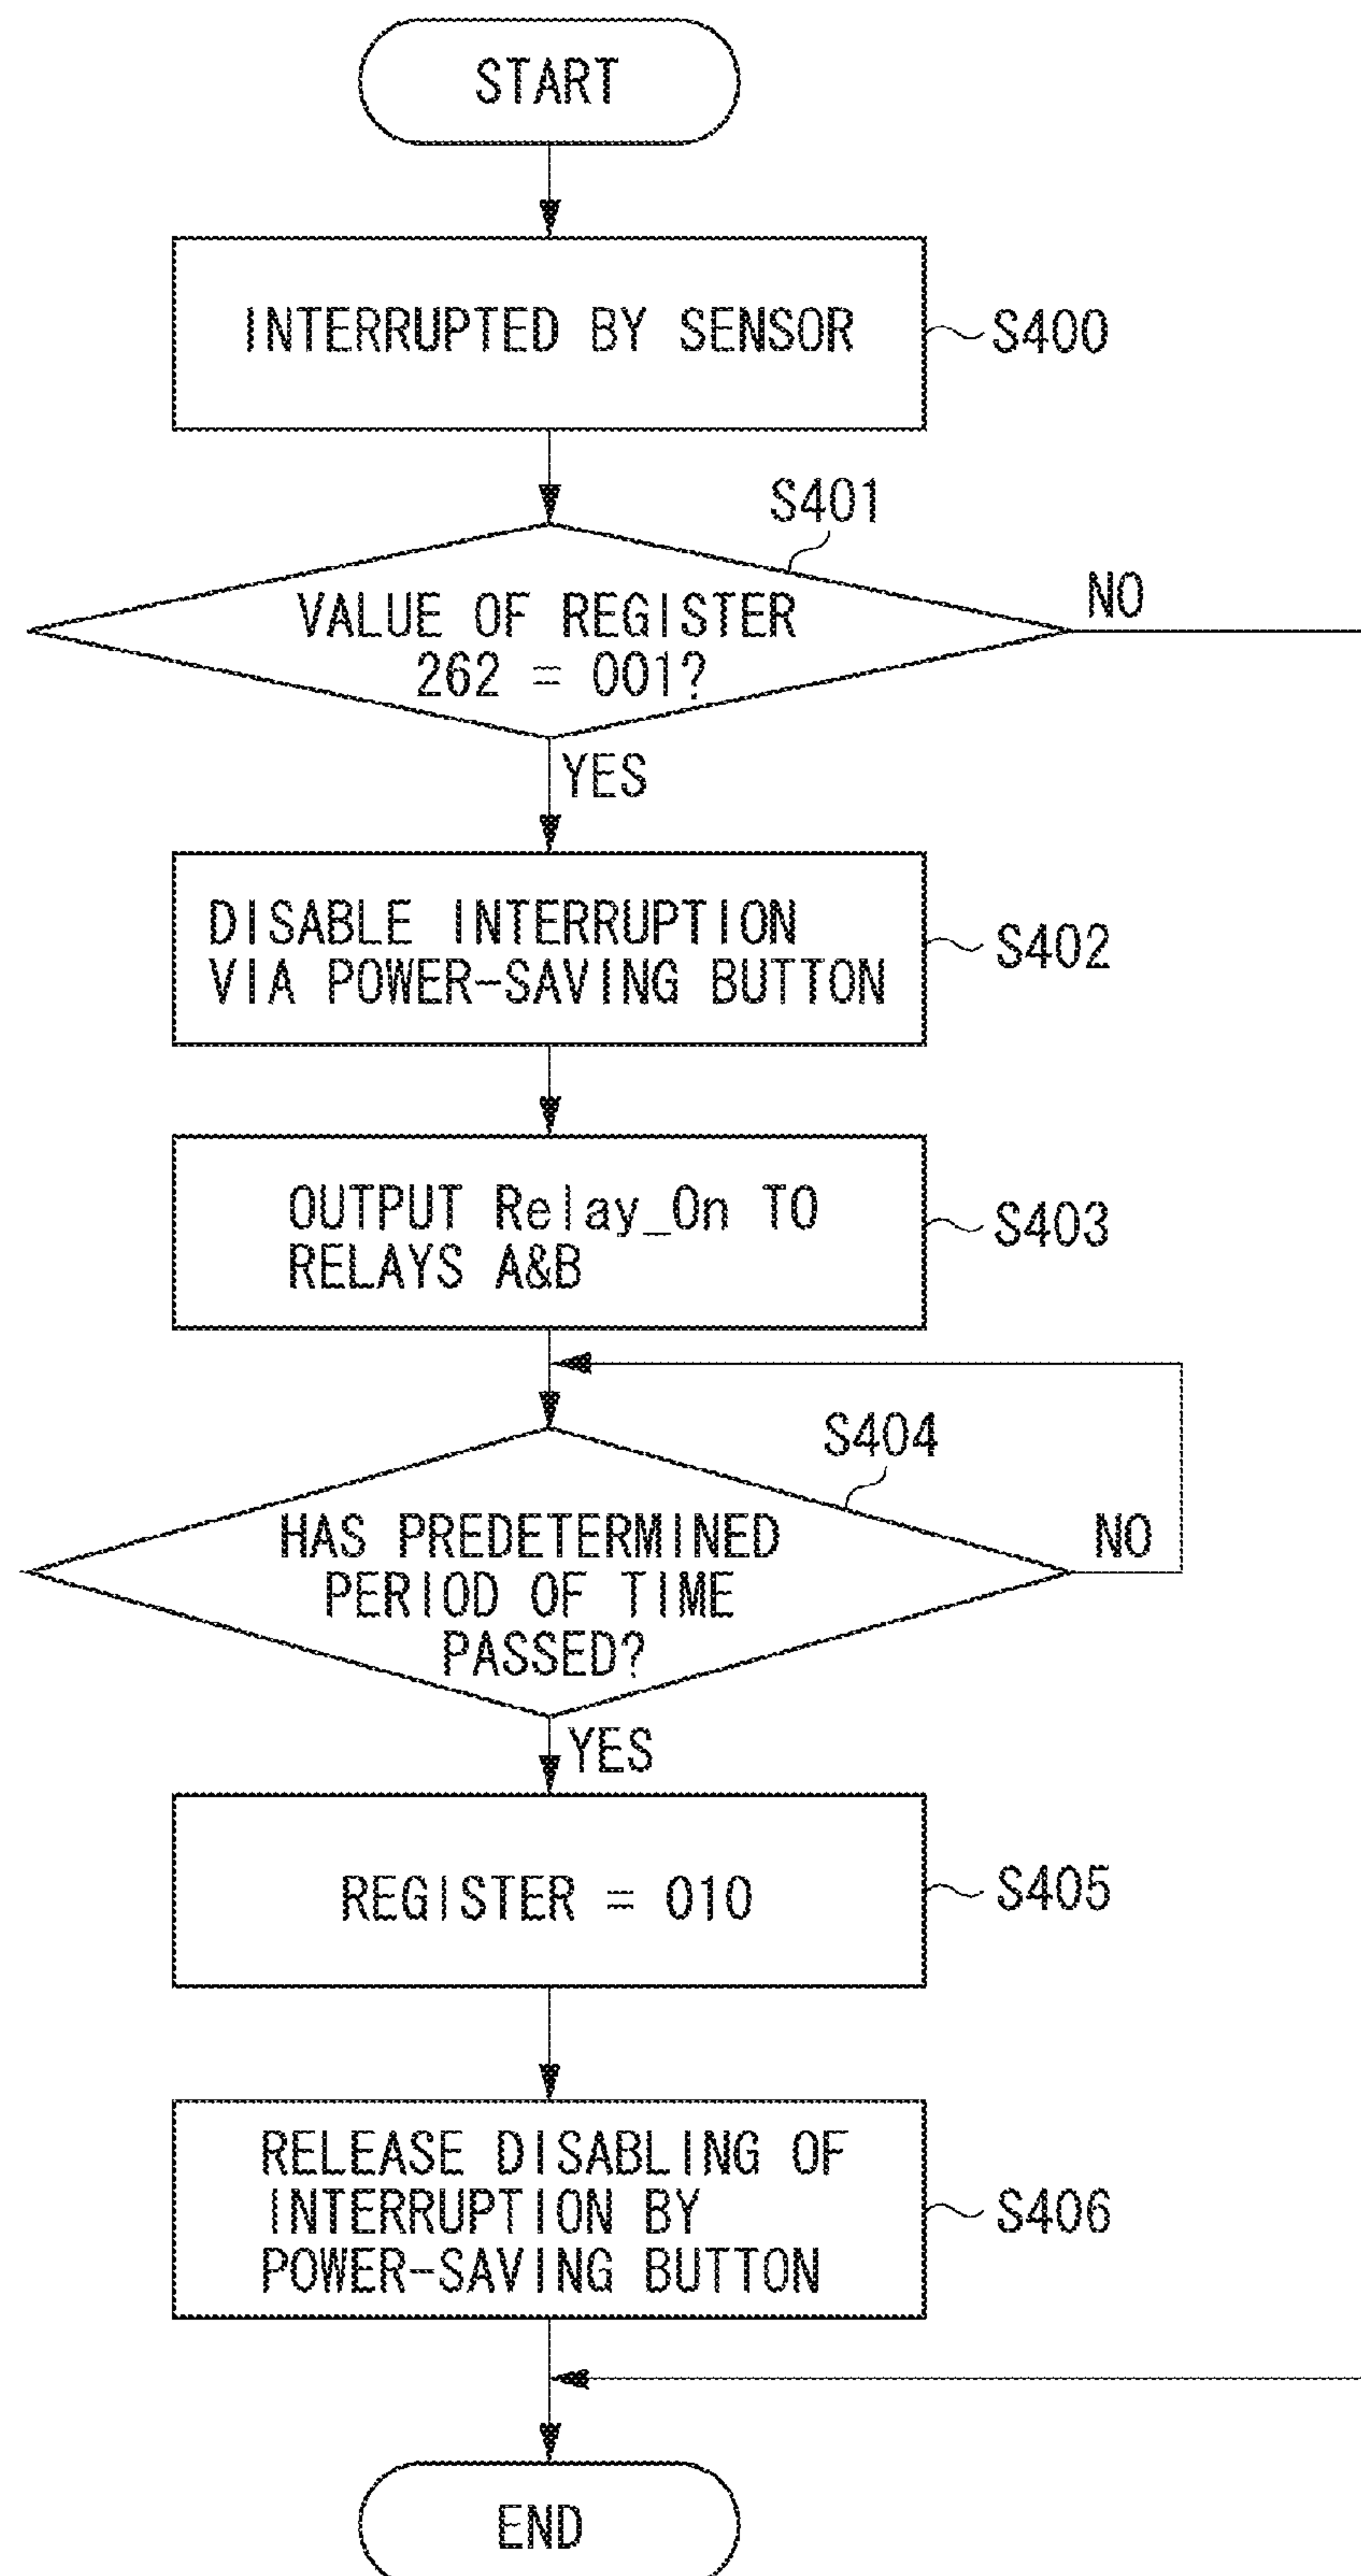 START
INTERRUPTED BY SENSOR
S400
S401
VALUE OF REGISTER
262 = 001?
NO
YES
DISABLE INTERRUPTION
VIA POWER-SAVING BUTTON
S402
OUTPUT Relay_On TO
RELAYS A&B
S403
S404
HAS PREDETERMINED
PERIOD OF TIME
PASSED?
NO
YES
REGISTER = 010
S405
RELEASE DISABLING OF
INTERRUPTION BY
POWER-SAVING BUTTON
S406
END